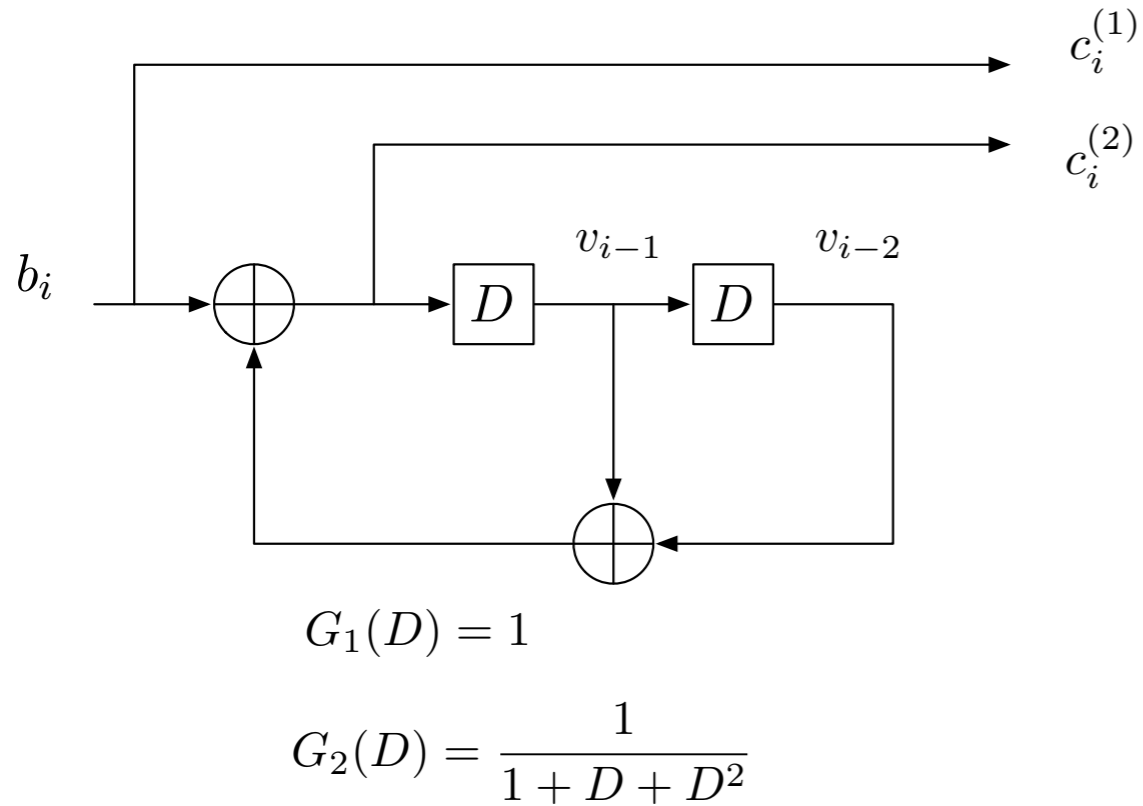 $c_i^{(1)}$
$c_i^{(2)}$
$b_i$
$v_{i-1}$ $v_{i-2}$
$D$ $D$
$G_1(D) = 1$
$G_2(D) = \frac{1}{1 + D + D^2}$